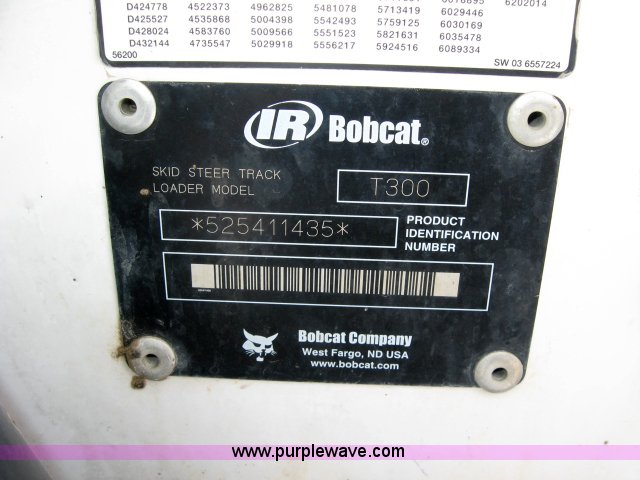 6202014
D424778 4522373 4962825 5481078 5713419 6029446
D425527 4535868 5004398 5542493 5759125 6030169
D428024 4583760 5009566 5551523 5821631 6035478
D432144 4735547 5029918 5556217 5924516 6089334
56200 SW 03 6557224
IR Bobcat®
SKID STEER TRACK
LOADER MODEL T300
*525411435* PRODUCT
IDENTIFICATION
NUMBER
Bobcat Company
West Fargo, ND USA
www.bobcat.com
www.purplewave.com